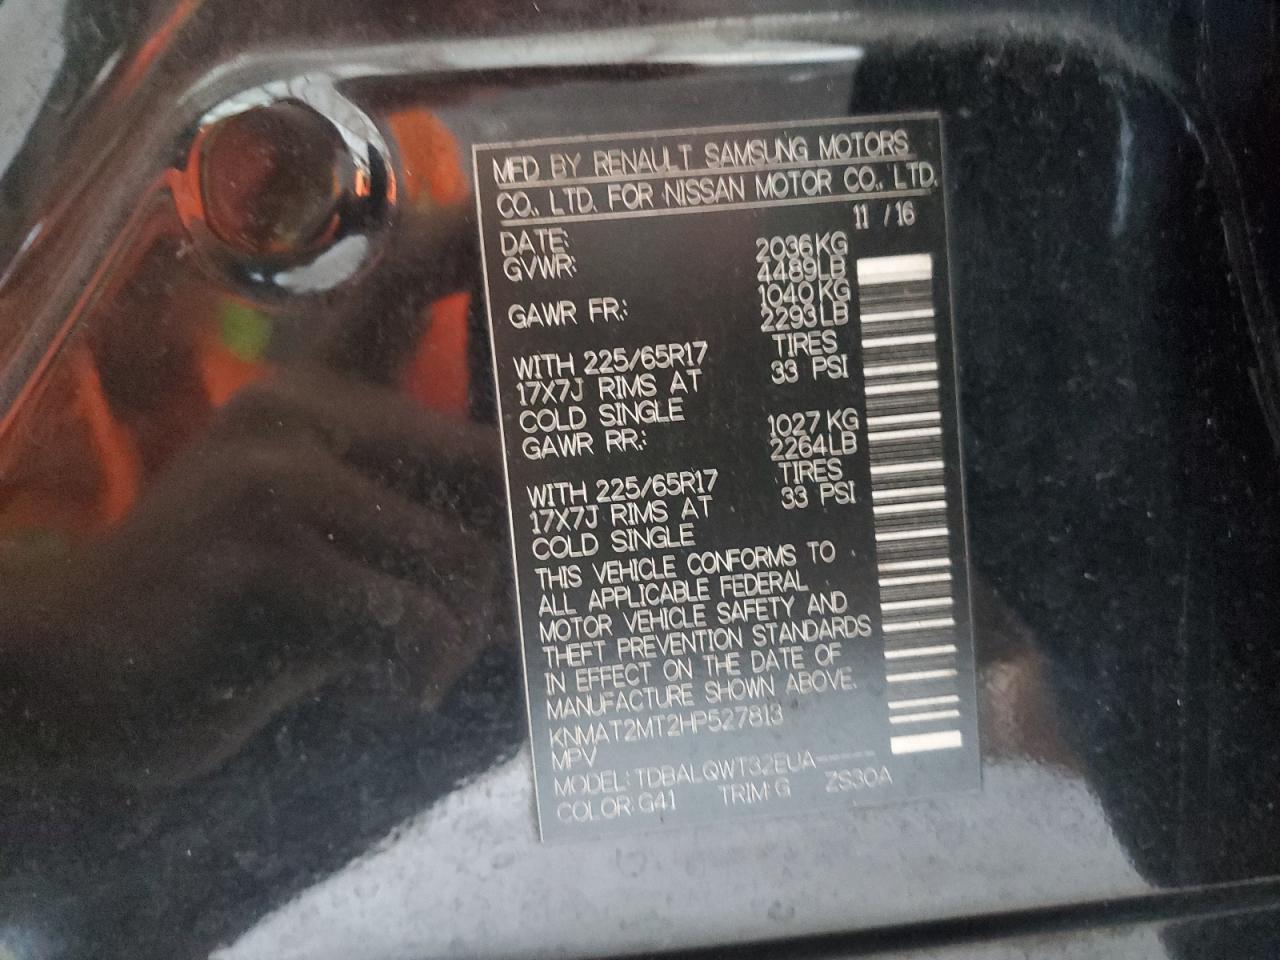 MFD BY RENAULT SAMSUNG MOTORS
CO., LTD. FOR NISSAN MOTOR CO., LTD.
DATE: 11 / 16
GVWR: 2036KG
4489LB
GAWR FR: 1040KG
2293LB
WITH 225/65R17 TIRES
17X7J RIMS AT 33 PSI
COLD SINGLE
GAWR RR: 1027KG
2264LB
WITH 225/65R17 TIRES
17X7J RIMS AT 33 PSI
COLD SINGLE
THIS VEHICLE CONFORMS TO
ALL APPLICABLE FEDERAL
MOTOR VEHICLE SAFETY AND
THEFT PREVENTION STANDARDS
IN EFFECT ON THE DATE OF
MANUFACTURE SHOWN ABOVE.
KNMAT2MT2HP527813
MPV
MODEL: TDBALQWT32EUA------
COLOR: G41 TRIM: G ZS30A